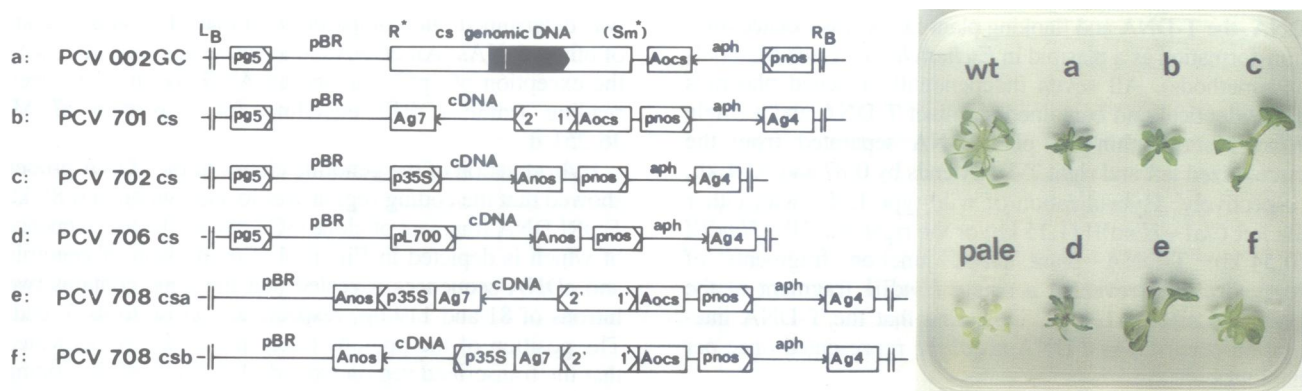 L B R* cs genomic DNA (Sm*) R B
a: PCV 002GC pg5 pBR Aocs aph pnos
b: PCV 701 cs pg5 pBR Ag7 cDNA 2' 1' Aocs pnos aph Ag4
c: PCV 702 cs pg5 pBR p35S cDNA Anos pnos aph Ag4
d: PCV 706 cs pg5 pBR pL700 cDNA Anos pnos aph Ag4
e: PCV 708 csa pBR Anos p35S Ag7 cDNA 2' 1' Aocs pnos aph Ag4
f: PCV 708 csb pBR Anos cDNA p35S Ag7 2' 1' Aocs pnos aph Ag4
wt a b c
pale d e f